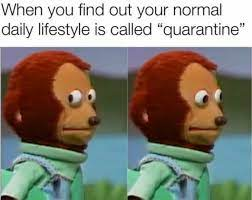 When you find out your normal
daily lifestyle is called “quarantine”